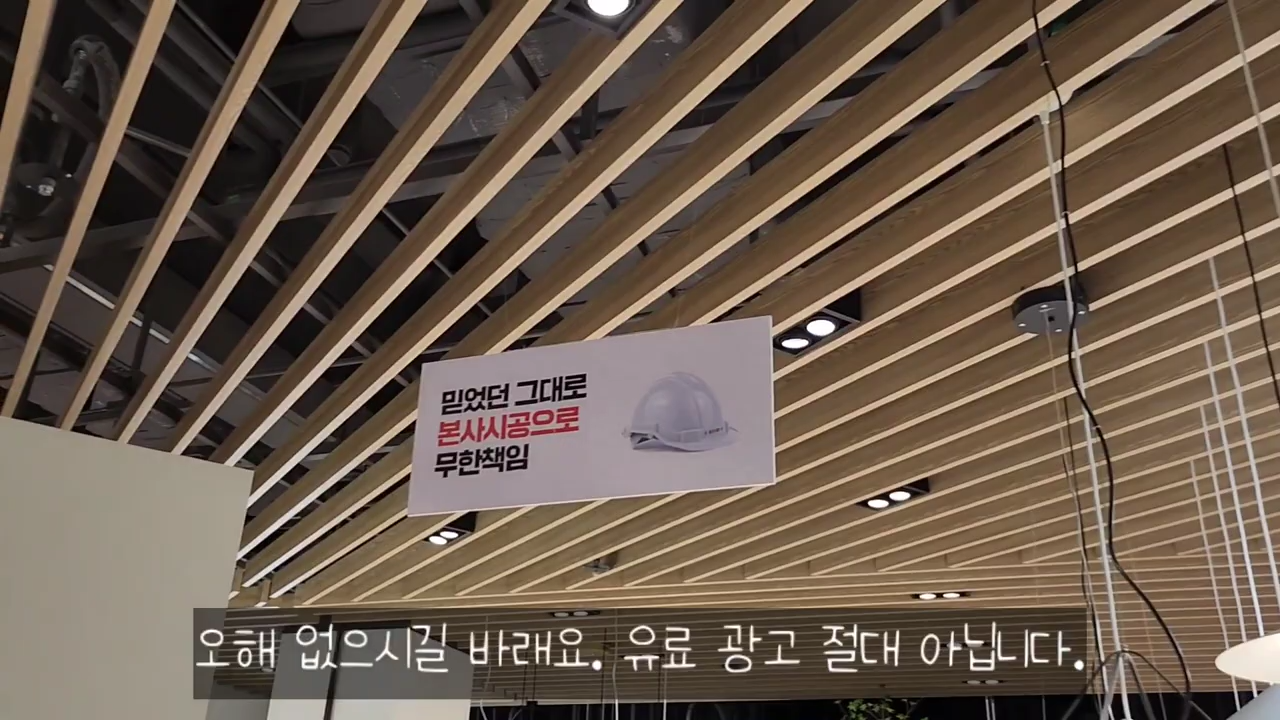 믿었던 그대로
본사시공으로
무한책임
오해 없으시길 바래요. 유료 광고 절대 아닙니다.